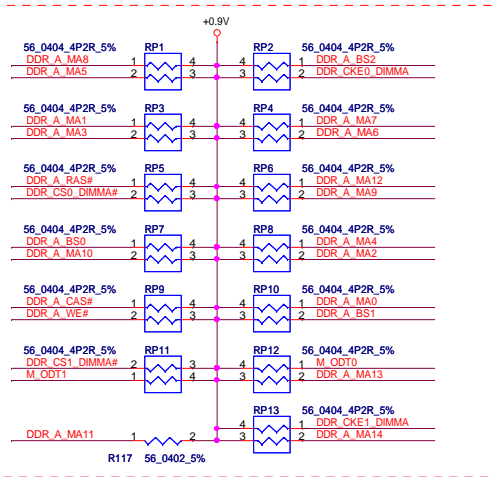 +0.9V
56_0404_4P2R_5% RP1 RP2 56_0404_4P2R_5%
DDR_A_MA8 1 4 4 1 DDR_A_BS2
DDR_A_MA5 2 3 3 2 DDR_CKE0_DIMMA
56_0404_4P2R_5% RP3 RP4 56_0404_4P2R_5%
DDR_A_MA1 1 4 4 1 DDR_A_MA7
DDR_A_MA3 2 3 3 2 DDR_A_MA6
56_0404_4P2R_5% RP5 RP6 56_0404_4P2R_5%
DDR_A_RAS# 1 4 4 1 DDR_A_MA12
DDR_CS0_DIMMA# 2 3 3 2 DDR_A_MA9
56_0404_4P2R_5% RP7 RP8 56_0404_4P2R_5%
DDR_A_BS0 1 4 4 1 DDR_A_MA4
DDR_A_MA10 2 3 3 2 DDR_A_MA2
56_0404_4P2R_5% RP9 RP10 56_0404_4P2R_5%
DDR_A_CAS# 1 4 4 1 DDR_A_MA0
DDR_A_WE# 2 3 3 2 DDR_A_BS1
56_0404_4P2R_5% RP11 RP12 56_0404_4P2R_5%
DDR_CS1_DIMMA# 2 3 4 1 M_ODT0
M_ODT1 1 4 3 2 DDR_A_MA13
RP13 56_0404_4P2R_5%
4 1 DDR_CKE1_DIMMA
DDR_A_MA11 1 2 3 2 DDR_A_MA14
R117 56_0402_5%